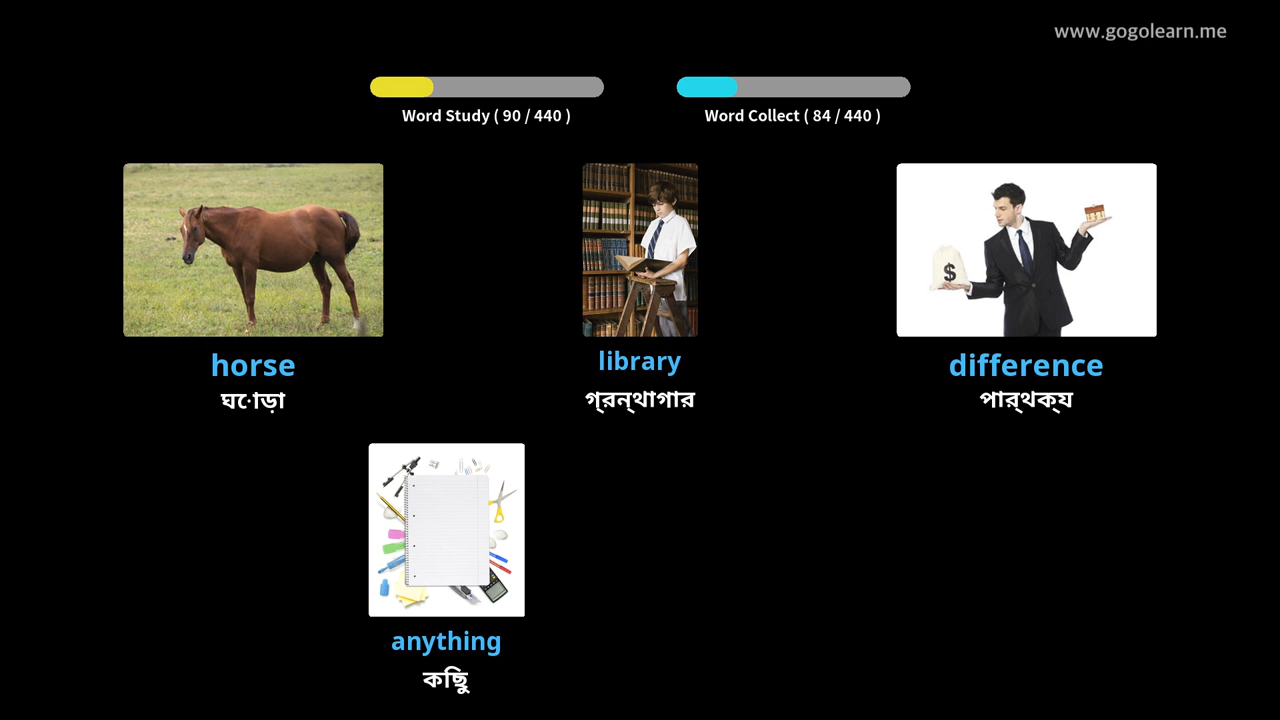 www.gogolearn.me
Word Study ( 90 / 440 )
Word Collect ( 84 / 440 )
horse
library
difference
ঘোড়া
গ্রন্থাগার
পার্থক্য
anything
কিছু